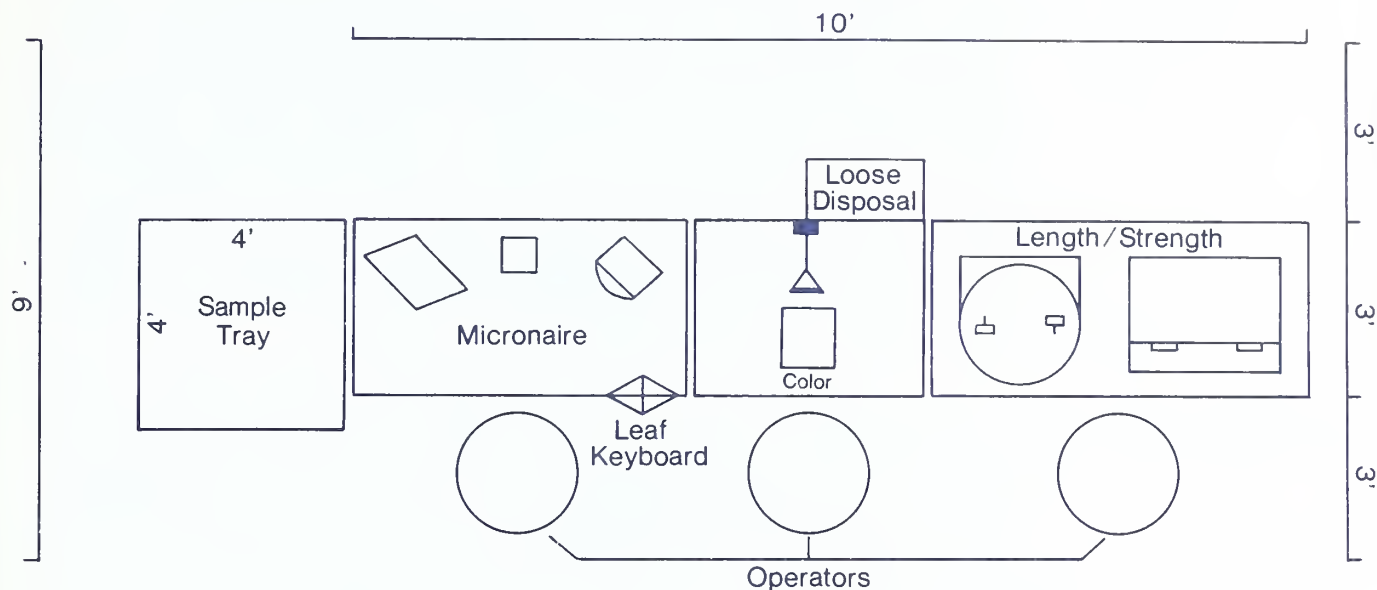 10'
9'
3'
3'
3'
Loose
Disposal
4'
4'
Sample
Tray
Micronaire
Color
Length/Strength
Leaf
Keyboard
Operators